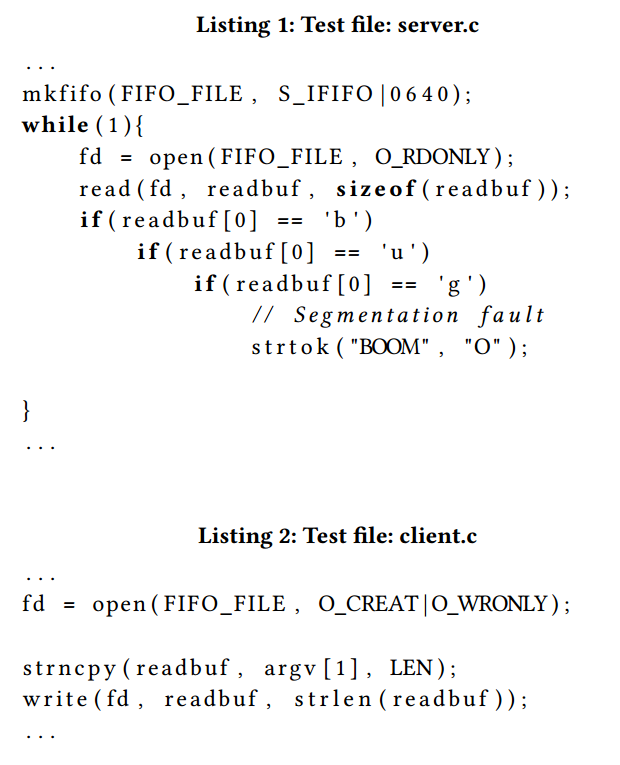 Listing 1: Test file: server.c
...
mkfifo(FIFO_FILE, S_IFIFO|0640);
while(1){
fd = open(FIFO_FILE, O_RDONLY);
read(fd, readbuf, sizeof(readbuf));
if(readbuf[0] == 'b')
if(readbuf[0] == 'u')
if(readbuf[0] == 'g')
// Segmentation fault
strtok("BOOM", "O");
}
...
Listing 2: Test file: client.c
...
fd = open(FIFO_FILE, O_CREAT|O_WRONLY);
strncpy(readbuf, argv[1], LEN);
write(fd, readbuf, strlen(readbuf));
...